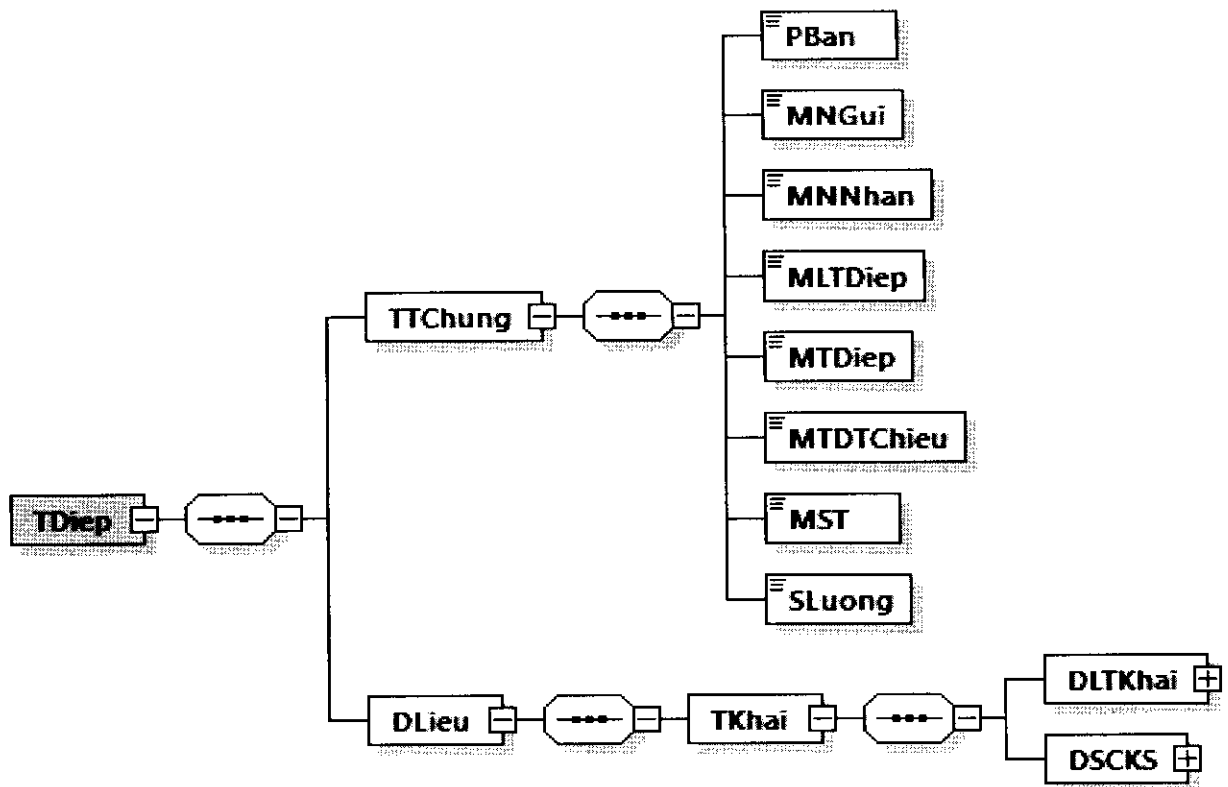 PBan
MNGui
MNNhan
MLTDiep
TTChung
MTDiep
MTDTChieu
TDiep
MST
SLuong
DLTKhai
DLieu
TKhai
DSCKS